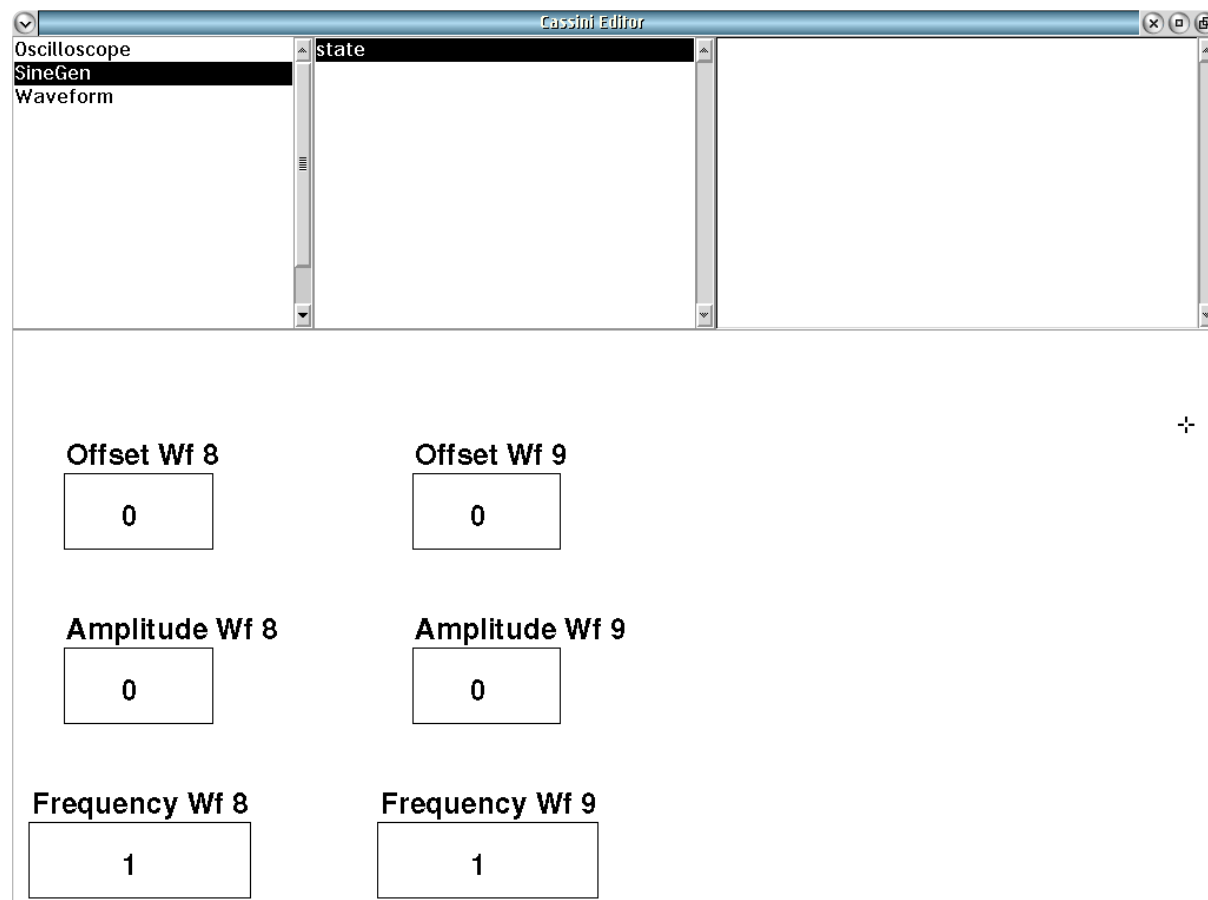 Cassini Editor
Oscilloscope
SineGen
Waveform
state
Offset Wf 8
0
Offset Wf 9
0
Amplitude Wf 8
0
Amplitude Wf 9
0
Frequency Wf 8
1
Frequency Wf 9
1